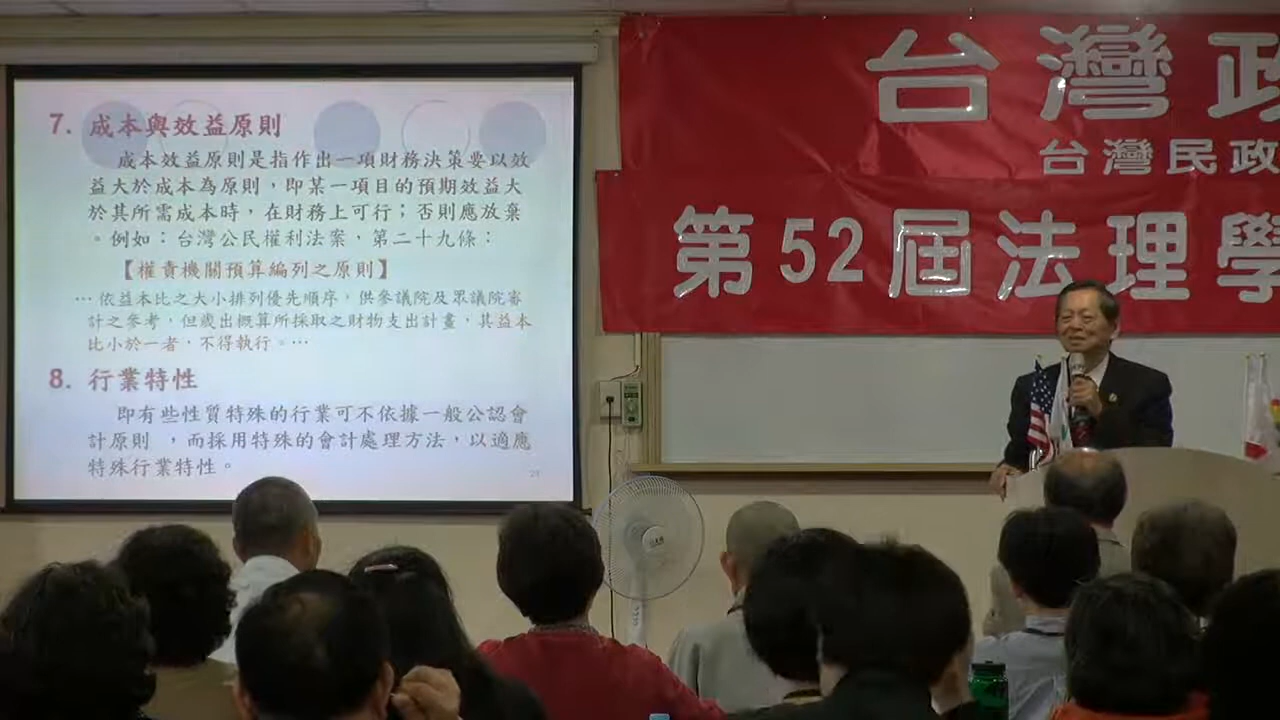 7. 成本與效益原則
成本效益原則是指作出一項財務決策要以效
益大於成本為原則，即某一項目的預期效益大
於其所需成本時，在財務上可行；否則應放棄
。例如：台灣公民權利法案，第二十九條：
【權責機關預算編列之原則】
… 依益本比之大小排列優先順序，供參議院及眾議院審
計之參考，但歲出概算所採取之財物支出計畫，其益本
比小於一者，不得執行。…
8. 行業特性
即有些性質特殊的行業可不依據一般公認會
計原則 ，而採用特殊的會計處理方法，以適應
特殊行業特性。
台灣政
台灣民政
第52屆法理學